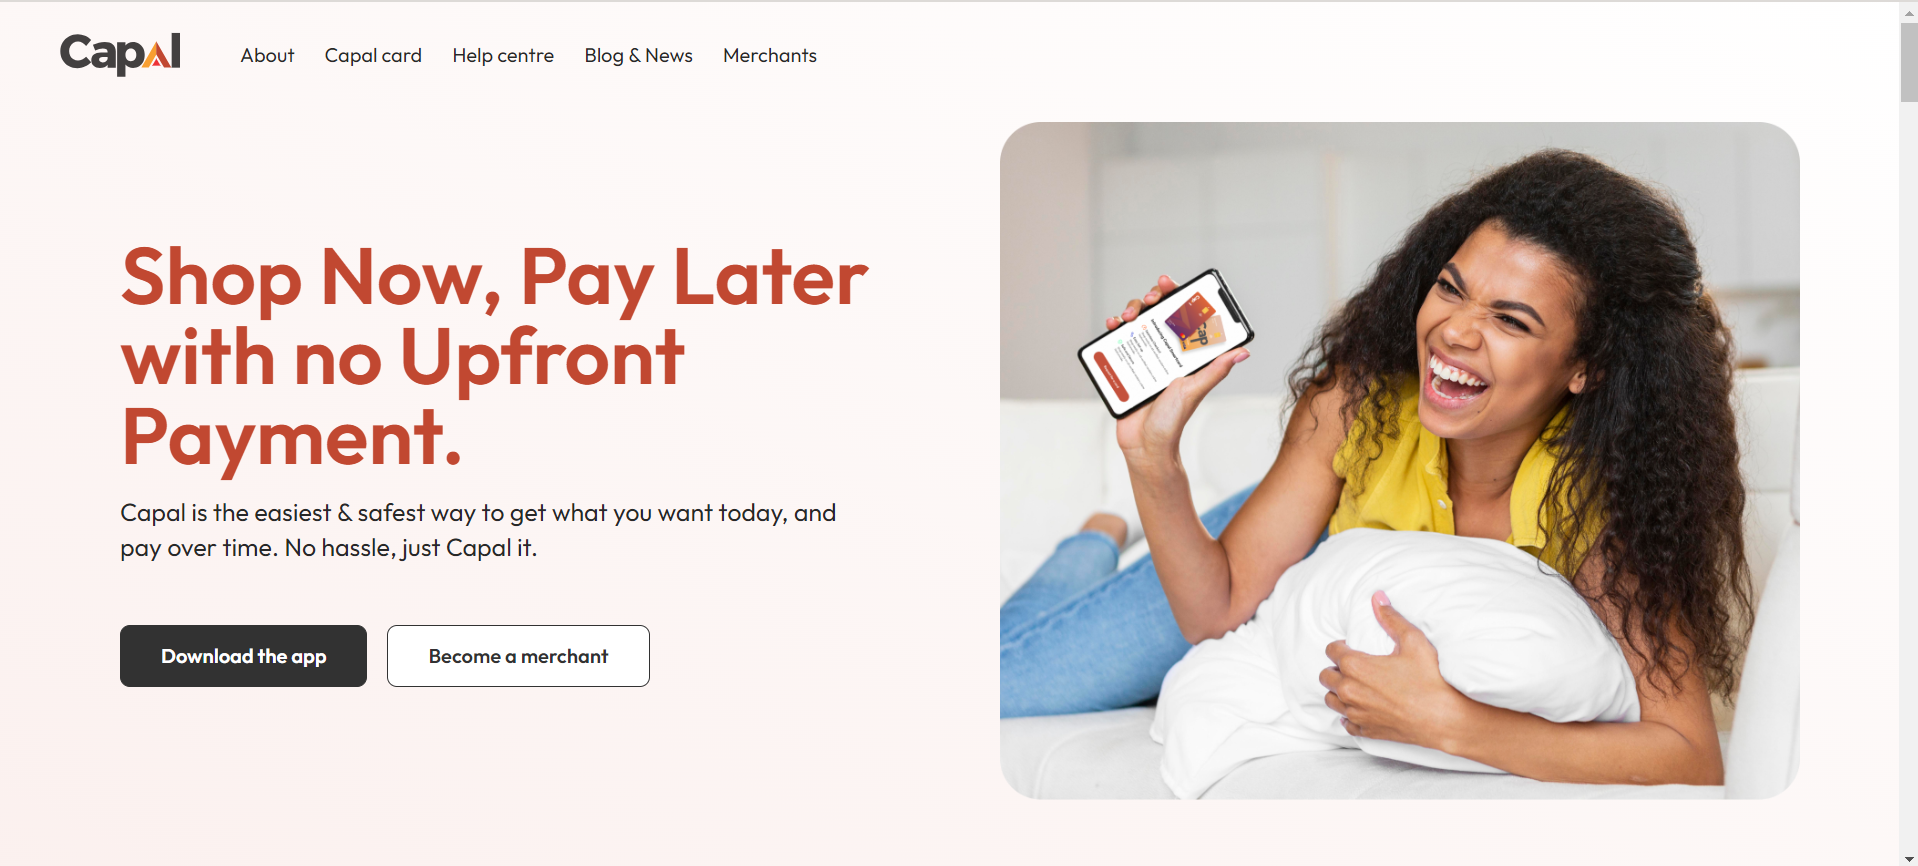 Capal
About
Capal card
Help centre
Blog & News
Merchants
Shop Now, Pay Later
with no Upfront
Payment.
Capal is the easiest & safest way to get what you want today, and
pay over time. No hassle, just Capal it.
Download the app
Become a merchant